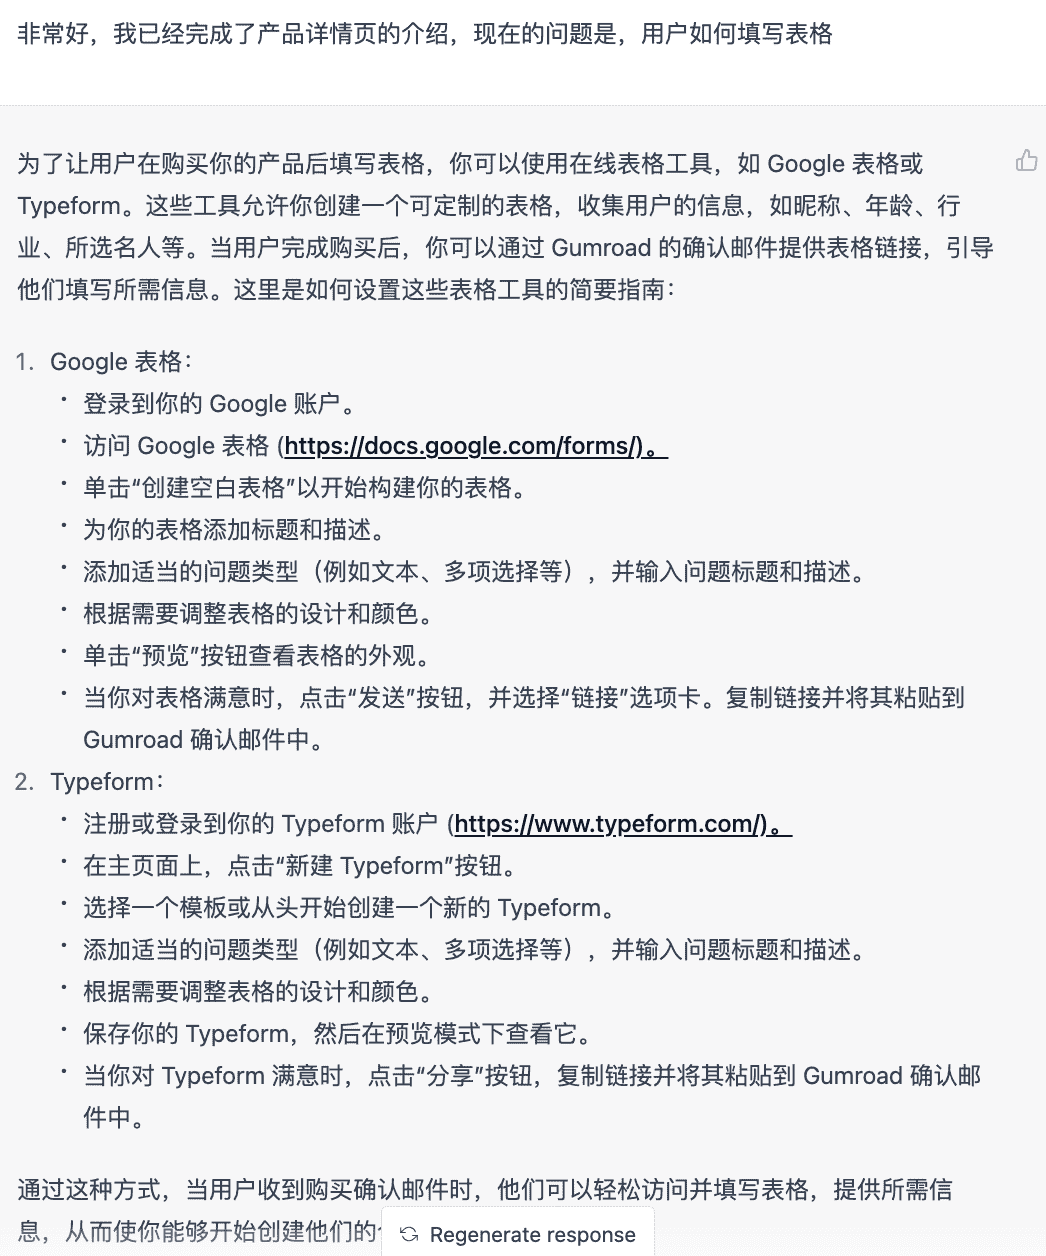 非常好，我已经完成了产品详情页的介绍，现在的问题是，用户如何填写表格
为了让用户在购买你的产品后填写表格，你可以使用在线表格工具，如 Google 表格或
Typeform。这些工具允许你创建一个可定制的表格，收集用户的信息，如昵称、年龄、行
业、所选名人等。当用户完成购买后，你可以通过 Gumroad 的确认邮件提供表格链接，引导
他们填写所需信息。这里是如何设置这些表格工具的简要指南：
1. Google 表格：
• 登录到你的 Google 账户。
• 访问 Google 表格 (https://docs.google.com/forms/)。
• 单击“创建空白表格”以开始构建你的表格。
• 为你的表格添加标题和描述。
• 添加适当的问题类型（例如文本、多项选择等），并输入问题标题和描述。
• 根据需要调整表格的设计和颜色。
• 单击“预览”按钮查看表格的外观。
• 当你对表格满意时，点击“发送”按钮，并选择“链接”选项卡。复制链接并将其粘贴到
Gumroad 确认邮件中。
2. Typeform：
• 注册或登录到你的 Typeform 账户 (https://www.typeform.com/)。
• 在主页面上，点击“新建 Typeform”按钮。
• 选择一个模板或从头开始创建一个新的 Typeform。
• 添加适当的问题类型（例如文本、多项选择等），并输入问题标题和描述。
• 根据需要调整表格的设计和颜色。
• 保存你的 Typeform，然后在预览模式下查看它。
• 当你对 Typeform 满意时，点击“分享”按钮，复制链接并将其粘贴到 Gumroad 确认邮
件中。
通过这种方式，当用户收到购买确认邮件时，他们可以轻松访问并填写表格，提供所需信
息，从而使你能够开始创建他们的
Regenerate response